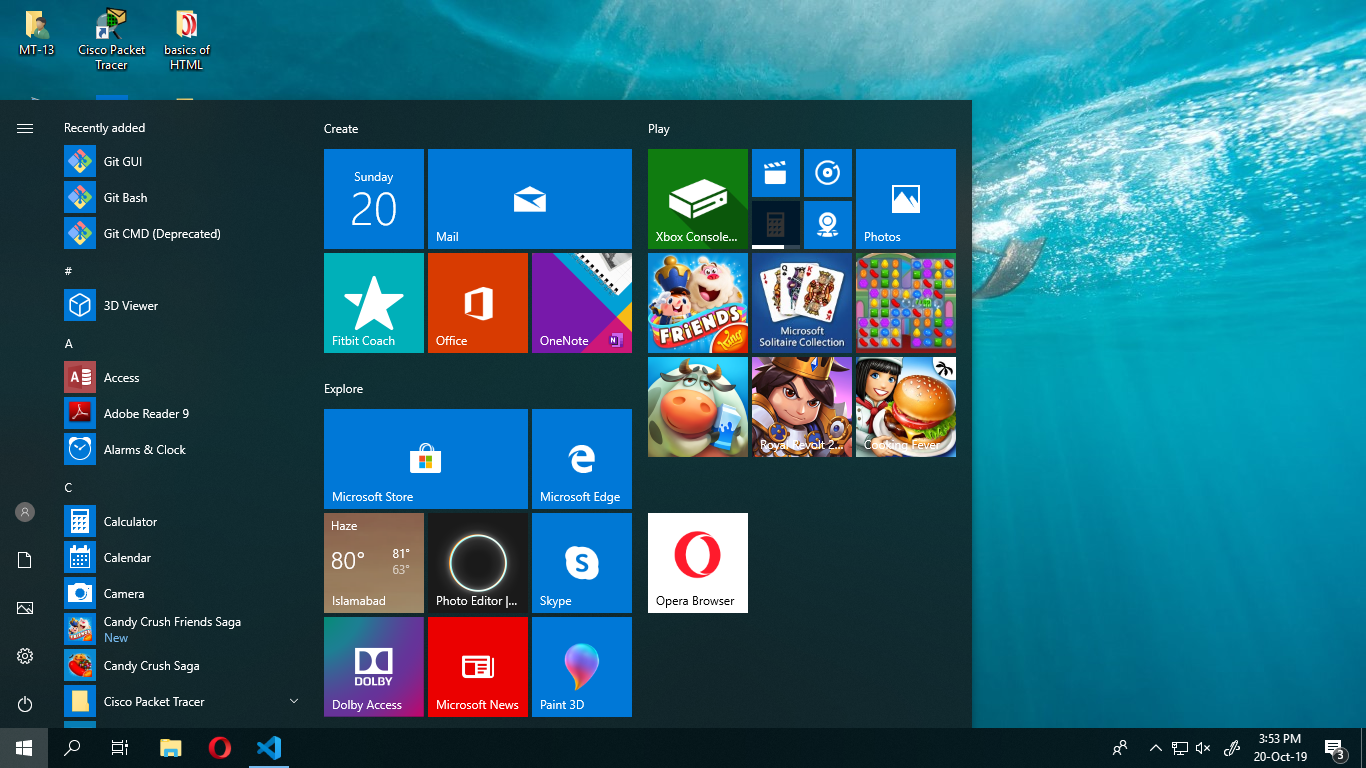 MT-13
Cisco Packet
Tracer
basics of
HTML
Recently added
Git GUI
Git Bash
Git CMD (Deprecated)
#
3D Viewer
A
Access
Adobe Reader 9
Alarms & Clock
C
Calculator
Calendar
Camera
Candy Crush Friends Saga
New
Candy Crush Saga
Cisco Packet Tracer
Create
Sunday
20
Mail
Fitbit Coach
Office
OneNote
N
Explore
Microsoft Store
Microsoft Edge
Haze
80°
81°
63°
Islamabad
Photo Editor |...
S
Skype
DOLBY
Dolby Access
Microsoft News
Paint 3D
Play
Xbox Console...
Photos
FRiENDS
King
Q
K
Microsoft
Solitaire Collection
Royal Revolt 2...
Cooking Fever
Opera Browser
3:53 PM
20-Oct-19
3